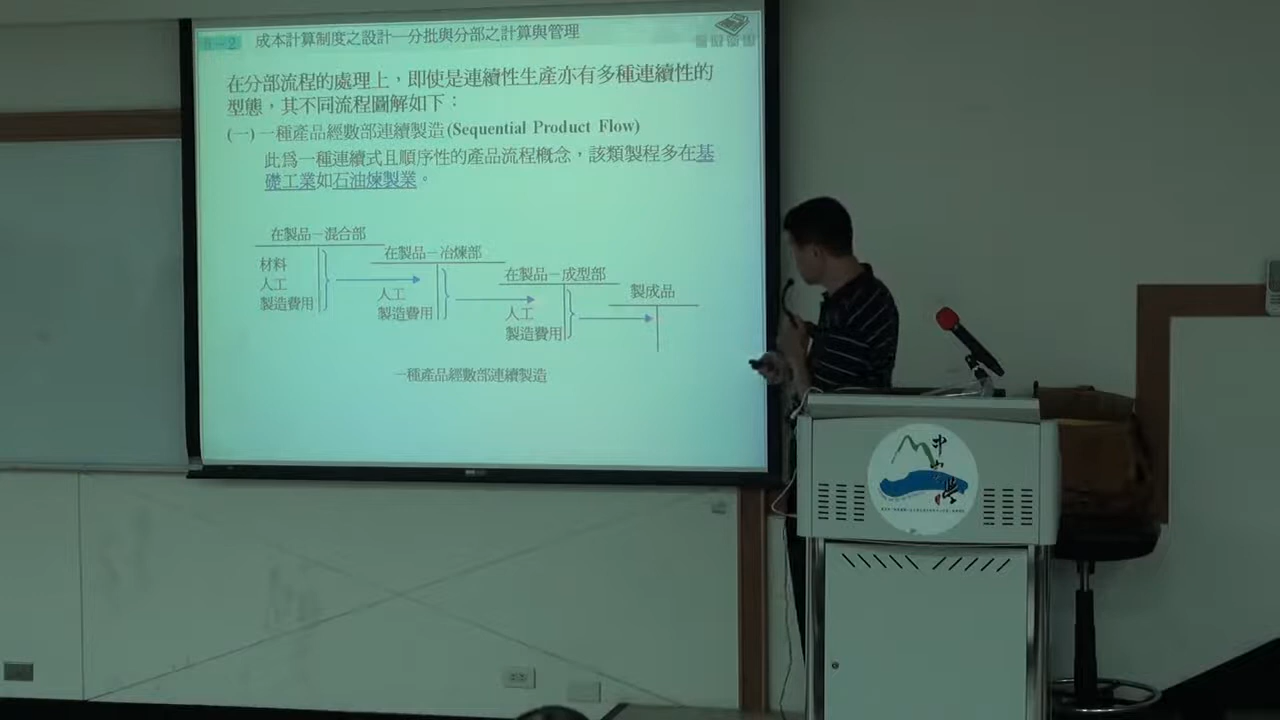 5-2 成本計算制度之設計─分批與分部之計算與管理
在分部流程的處理上，即使是連續性生產亦有多種連續性的
型態，其不同流程圖解如下：
(一) 一種產品經數部連續製造(Sequential Product Flow)
此為一種連續式且順序性的產品流程概念，該類製程多在基
礎工業如石油煉製業。
在製品－混合部
材料
人工
製造費用
在製品－冶煉部
人工
製造費用
在製品－成型部
人工
製造費用
製成品
一種產品經數部連續製造
中山學